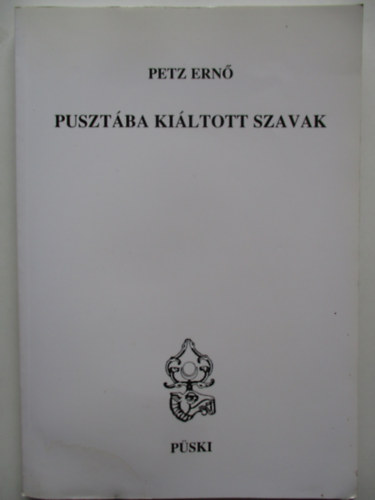 PETZ ERNŐ
PUSZTÁBA KIÁLTOTT SZAVAK
PÜSKI